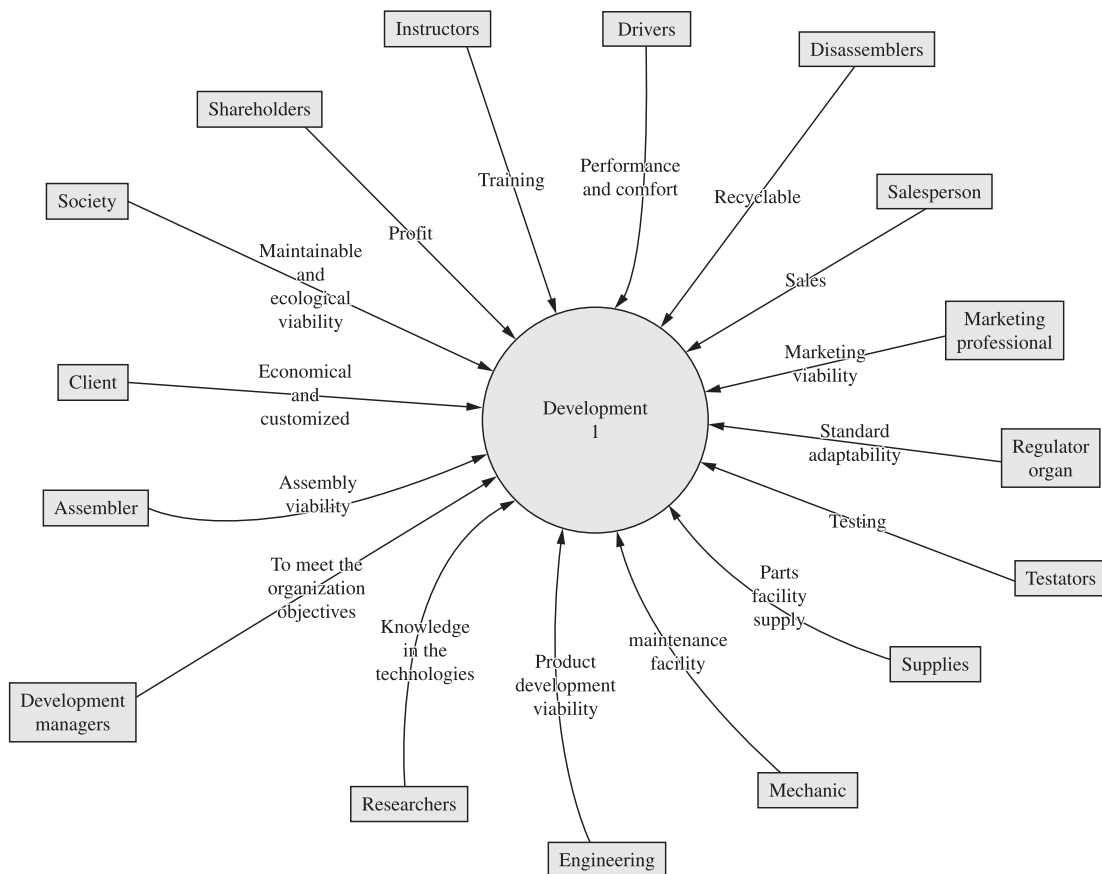 Instructors
Drivers
Disassemblers
Shareholders
Training
Performance
and comfort
Recyclable
Salesperson
Society
Profit
Maintainable
and
ecological
viability
Sales
Marketing
professional
Marketing
viability
Client
Economical
and
customized
Development
1
Standard
adaptability
Regulator
organ
Assembler
Assembly
viability
Testing
Testators
To meet the
organization
objectives
Parts
facility
supply
Knowledge
in the
technologies
Product
development
viability
maintenance
facility
Supplies
Development
managers
Researchers
Mechanic
Engineering